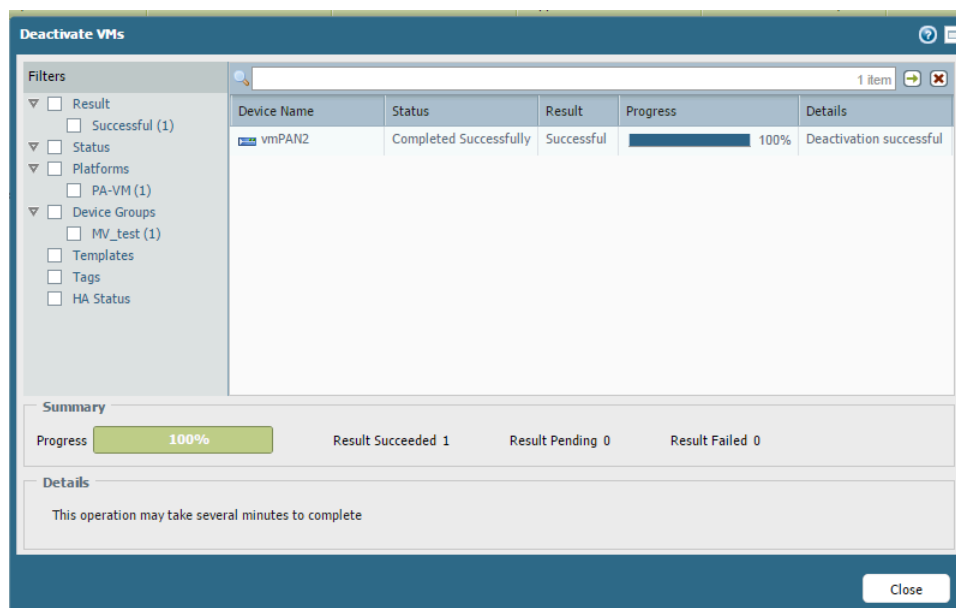 Deactivate VMs
Filters
Result
Successful (1)
Status
Platforms
PA-VM (1)
Device Groups
MV_test (1)
Templates
Tags
HA Status
1 item
Device Name Status Result Progress Details
vmPAN2 Completed Successfully Successful 100% Deactivation successful
Summary
Progress 100% Result Succeeded 1 Result Pending 0 Result Failed 0
Details
This operation may take several minutes to complete
Close